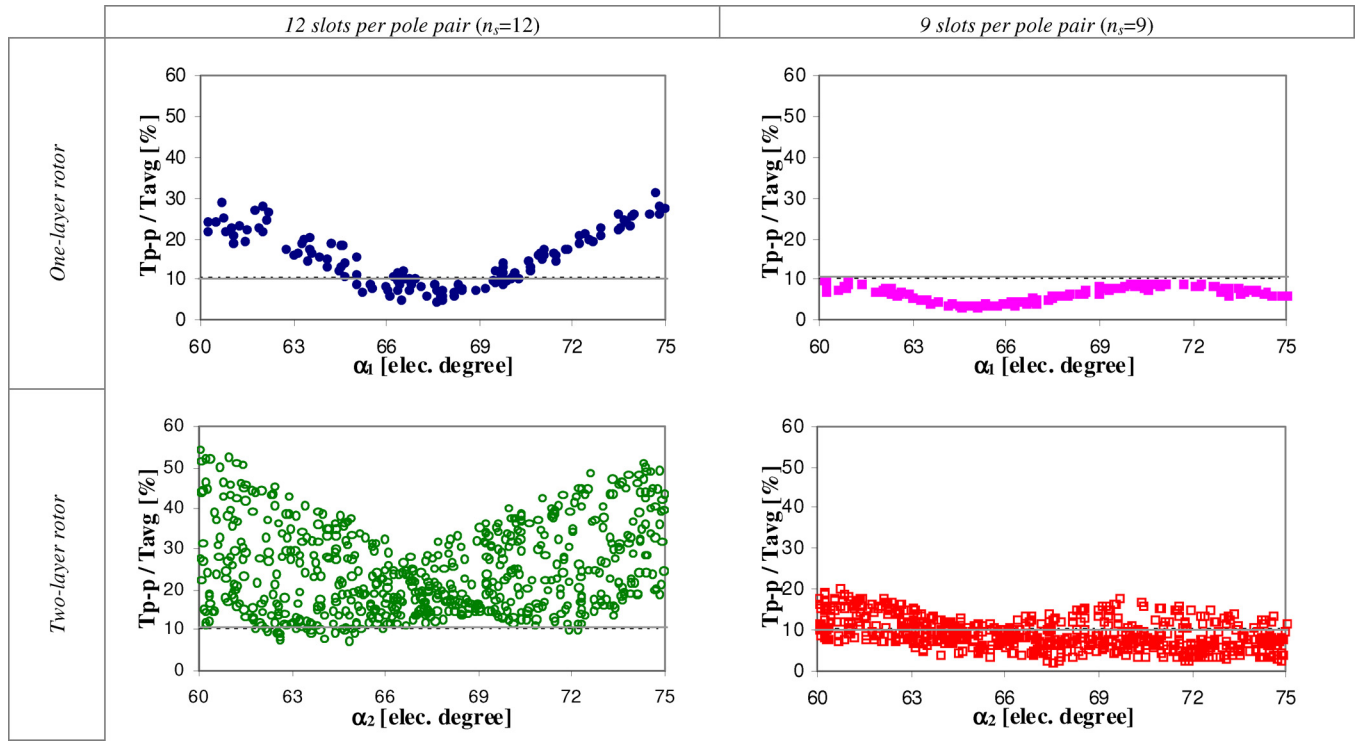 12 slots per pole pair (nₛ=12)
9 slots per pole pair (nₛ=9)
One-layer rotor
Tp-p / Tavg [%]
60
50
40
30
20
10
0
60 63 66 69 72 75
α₁ [elec. degree]
Tp-p / Tavg [%]
60
50
40
30
20
10
0
60 63 66 69 72 75
α₁ [elec. degree]
Two-layer rotor
Tp-p / Tavg [%]
60
50
40
30
20
10
0
60 63 66 69 72 75
α₂ [elec. degree]
Tp-p / Tavg [%]
60
50
40
30
20
10
0
60 63 66 69 72 75
α₂ [elec. degree]